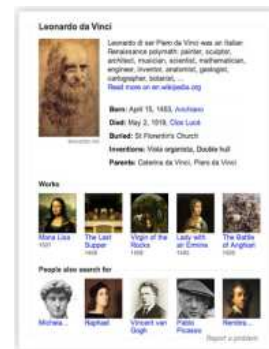 Leonardo da Vinci
Leonardo di ser Piero da Vinci was an Italian
Renaissance polymath: painter, sculptor,
architect, musician, scientist, mathematician,
engineer, inventor, anatomist, geologist,
cartographer, botanist, ...
Read more on en.wikipedia.org
Born: April 15, 1452, Anchiano
Died: May 2, 1519, Clos Lucé
Buried: St Florentin's Church
Inventions: Viola organista, Double hull
Parents: Caterina da Vinci, Piero da Vinci
Works
Mona Lisa
The Last Supper
Virgin of the Rocks
Lady with an Ermine
The Battle of Anghiari
People also search for
Michela...
Raphael
Vincent van Gogh
Pablo Picasso
Rembra...
Report a problem